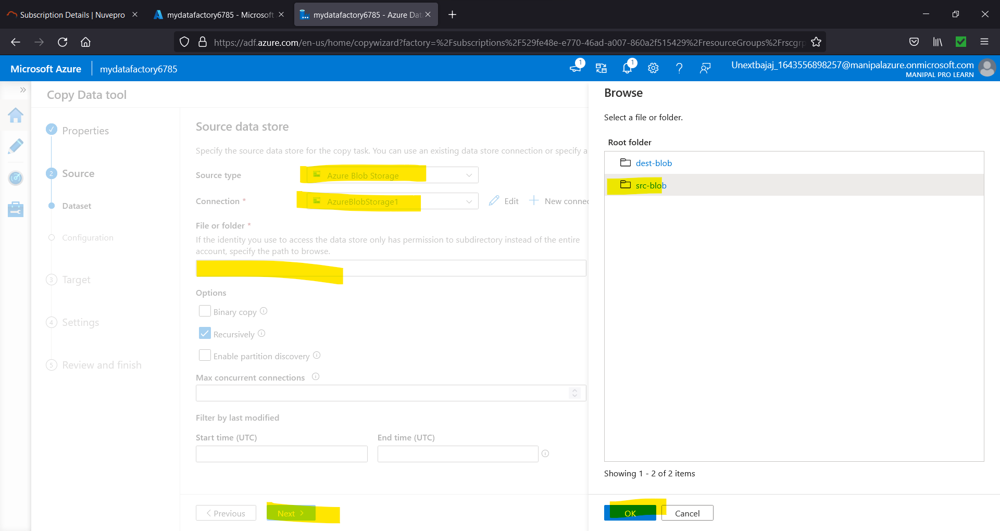 Subscription Details | Nuvepro
mydatafactory6785 - Microsoft
mydatafactory6785 - Azure Dat
https://adf.azure.com/en-us/home/copywizard?factory=%2Fsubscriptions%2F529fe48e-e770-46ad-a007-860a2f515429%2FresourceGroups%2Frscgrp
Microsoft Azure
mydatafactory6785
1
1
Unextbajaj_1643556898257@manipalazure.onmicrosoft.com
MANIPAL PRO LEARN
Copy Data tool
Properties
2 Source
Dataset
Configuration
3 Target
4 Settings
5 Review and finish
Source data store
Specify the source data store for the copy task. You can use an existing data store connection or specify a
Source type
Azure Blob Storage
Connection *
AzureBlobStorage1
Edit
New connec
File or folder *
If the identity you use to access the data store only has permission to subdirectory instead of the entire
account, specify the path to browse.
Options
Binary copy
Recursively
Enable partition discovery
Max concurrent connections
Filter by last modified
Start time (UTC)
End time (UTC)
Previous
Next
Browse
Select a file or folder.
Root folder
dest-blob
src-blob
Showing 1 - 2 of 2 items
OK
Cancel